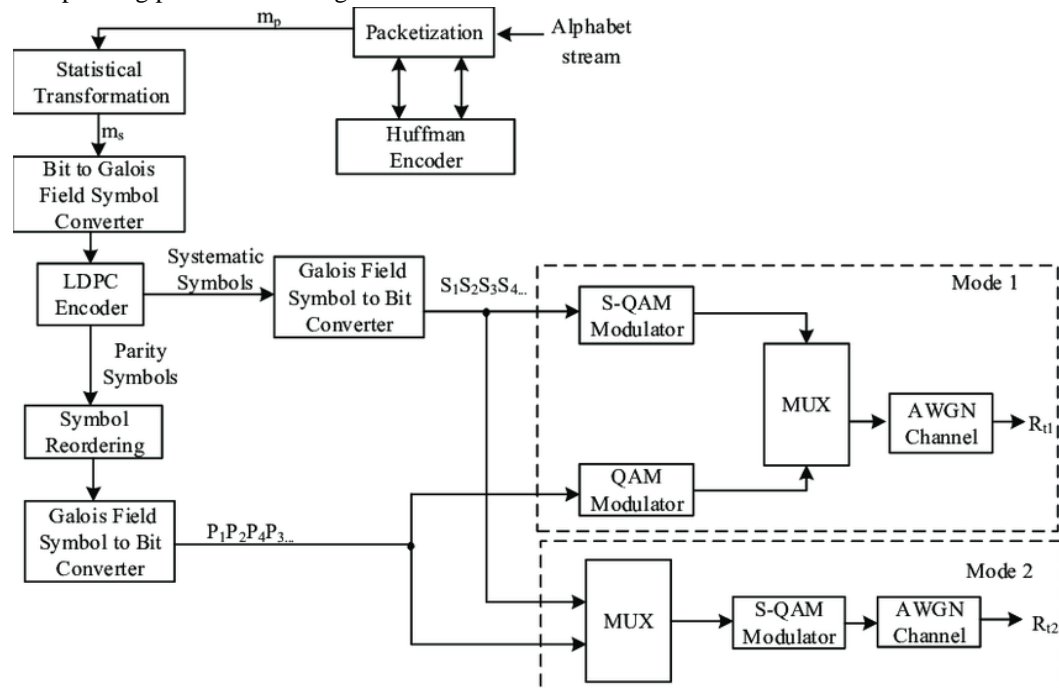 m_p
Packetization
Alphabet
stream
Statistical
Transformation
m_s
Huffman
Encoder
Bit to Galois
Field Symbol
Converter
LDPC
Encoder
Systematic
Symbols
Galois Field
Symbol to Bit
Converter
S_1S_2S_3S_4...
Mode 1
S-QAM
Modulator
MUX
AWGN
Channel
R_t1
Parity
Symbols
Symbol
Reordering
QAM
Modulator
Galois Field
Symbol to Bit
Converter
P_1P_2P_4P_3...
Mode 2
MUX
S-QAM
Modulator
AWGN
Channel
R_t2